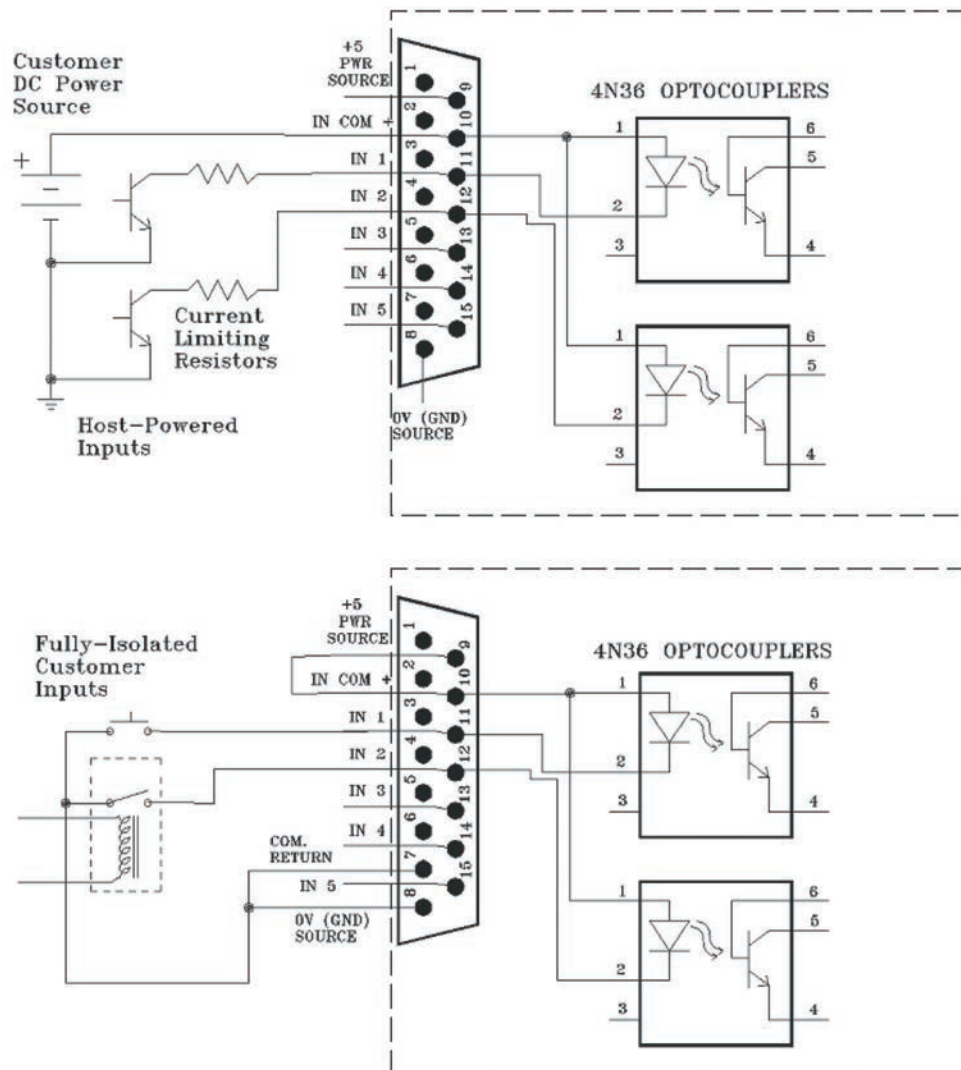 Customer
DC Power
Source
+
-
Current
Limiting
Resistors
Host-Powered
Inputs
+5
PWR
SOURCE
IN COM +
IN 1
IN 2
IN 3
IN 4
IN 5
0V (GND)
SOURCE
1
2
3
4
5
6
7
8
9
10
11
12
13
14
15
4N36 OPTOCOUPLERS
1
2
3
6
5
4
1
2
3
6
5
4
Fully-Isolated
Customer
Inputs
+5
PWR
SOURCE
IN COM +
IN 1
IN 2
IN 3
IN 4
COM.
RETURN
IN 5
0V (GND)
SOURCE
1
2
3
4
5
6
7
8
9
10
11
12
13
14
15
4N36 OPTOCOUPLERS
1
2
3
6
5
4
1
2
3
6
5
4